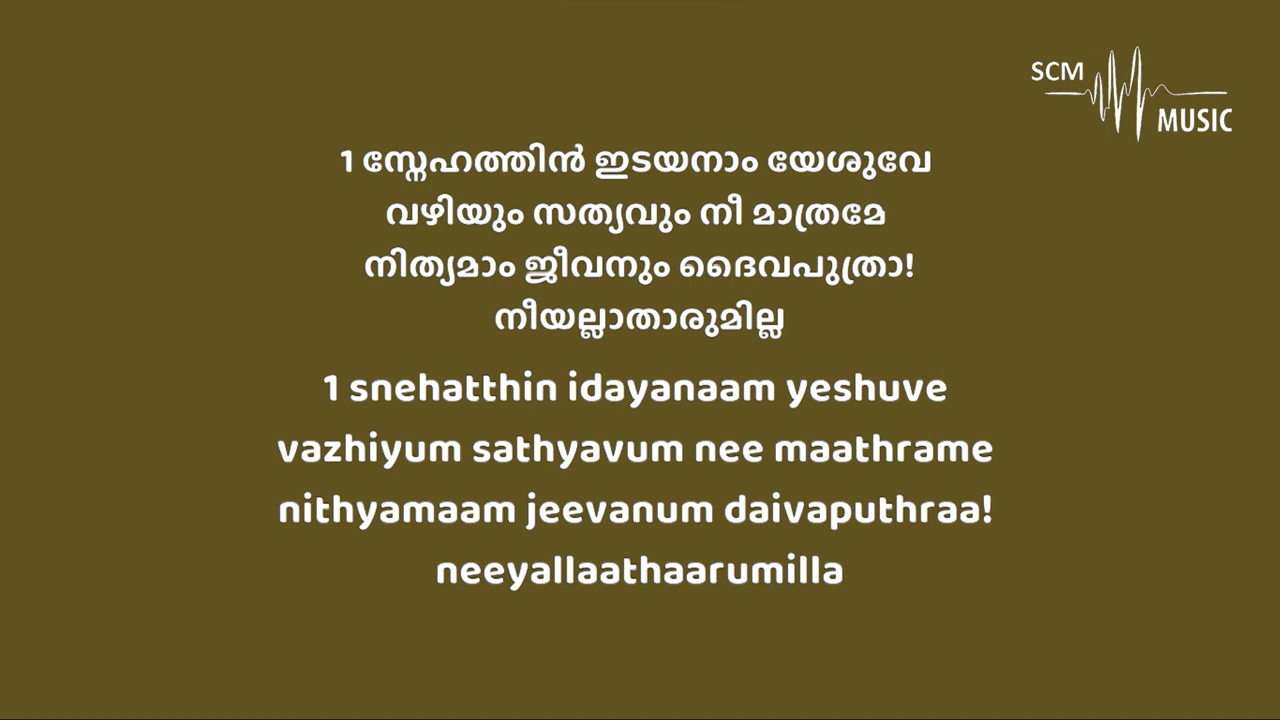 SCM
MUSIC
1 സ്നേഹത്തിൻ ഇടയനാം യേശുവേ
വഴിയും സത്യവും നീ മാത്രമേ
നിത്യമാം ജീവനും ദൈവപുത്രാ!
നീയല്ലാതാരുമില്ല
1 snehatthin idayanaam yeshuve
vazhiyum sathyavum nee maathrame
nithyamaam jeevanum daivaputhraa!
neeyallaathaarumilla